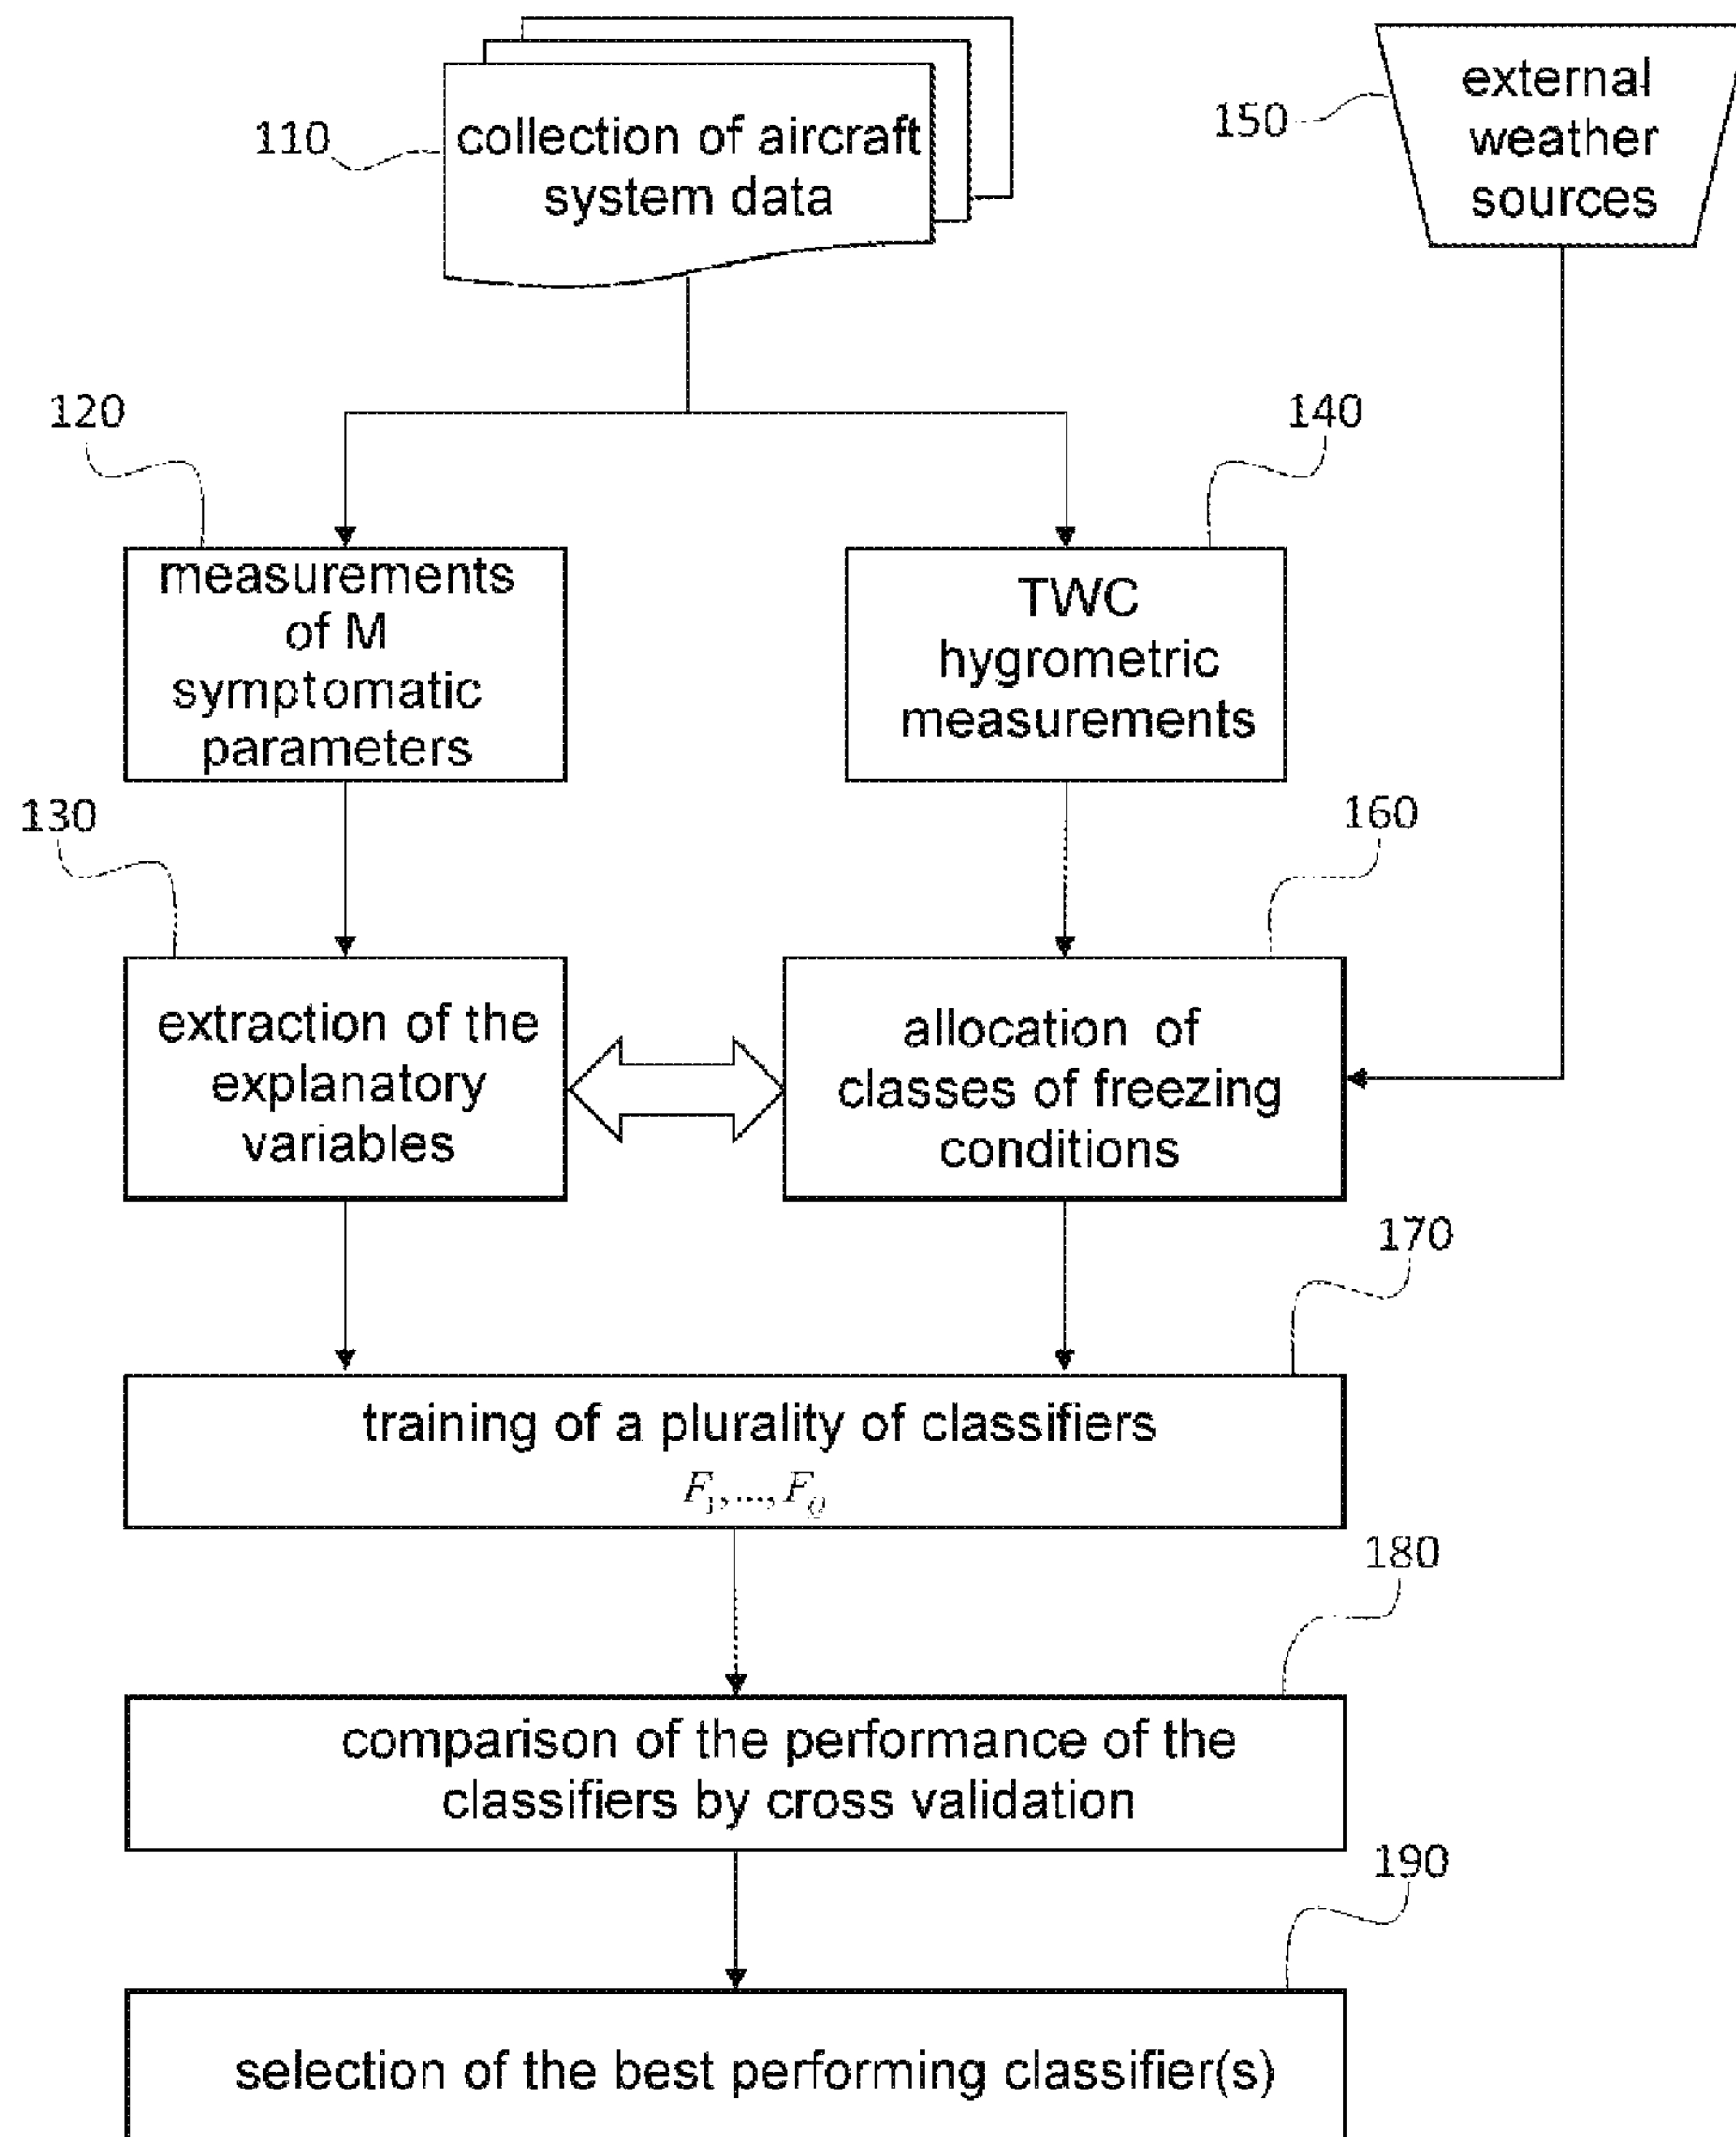 110
collection of aircraft
system data
150
external
weather
sources
120
140
measurements
of M
symptomatic
parameters
TWC
hygrometric
measurements
130
160
extraction of the
explanatory
variables
allocation of
classes of freezing
conditions
170
training of a plurality of classifiers
F₁,...,F_Q
180
comparison of the performance of the
classifiers by cross validation
190
selection of the best performing classifier(s)